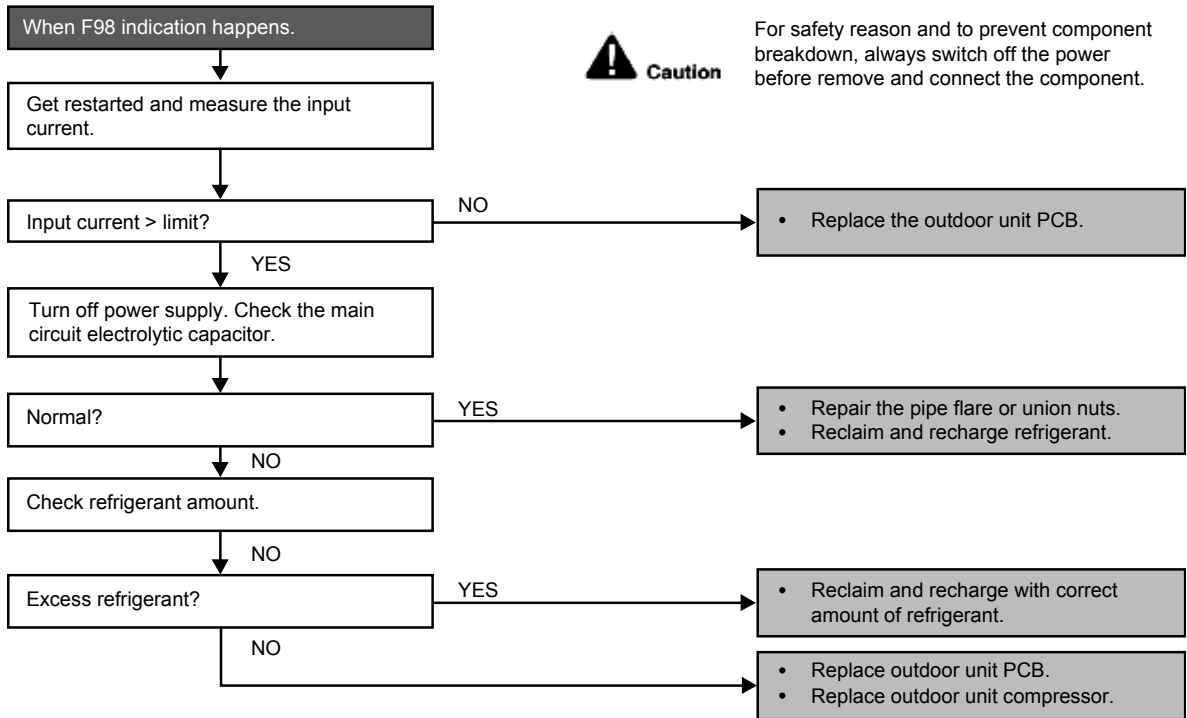 When F98 indication happens.
For safety reason and to prevent component
breakdown, always switch off the power
before remove and connect the component.
Caution
Get restarted and measure the input
current.
Input current > limit?
NO
• Replace the outdoor unit PCB.
YES
Turn off power supply. Check the main
circuit electrolytic capacitor.
Normal?
YES
• Repair the pipe flare or union nuts.
• Reclaim and recharge refrigerant.
NO
Check refrigerant amount.
NO
Excess refrigerant?
YES
• Reclaim and recharge with correct
amount of refrigerant.
NO
• Replace outdoor unit PCB.
• Replace outdoor unit compressor.